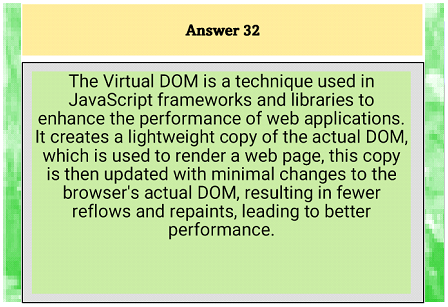 Answer 32
The Virtual DOM is a technique used in
JavaScript frameworks and libraries to
enhance the performance of web applications.
It creates a lightweight copy of the actual DOM,
which is used to render a web page, this copy
is then updated with minimal changes to the
browser's actual DOM, resulting in fewer
reflows and repaints, leading to better
performance.